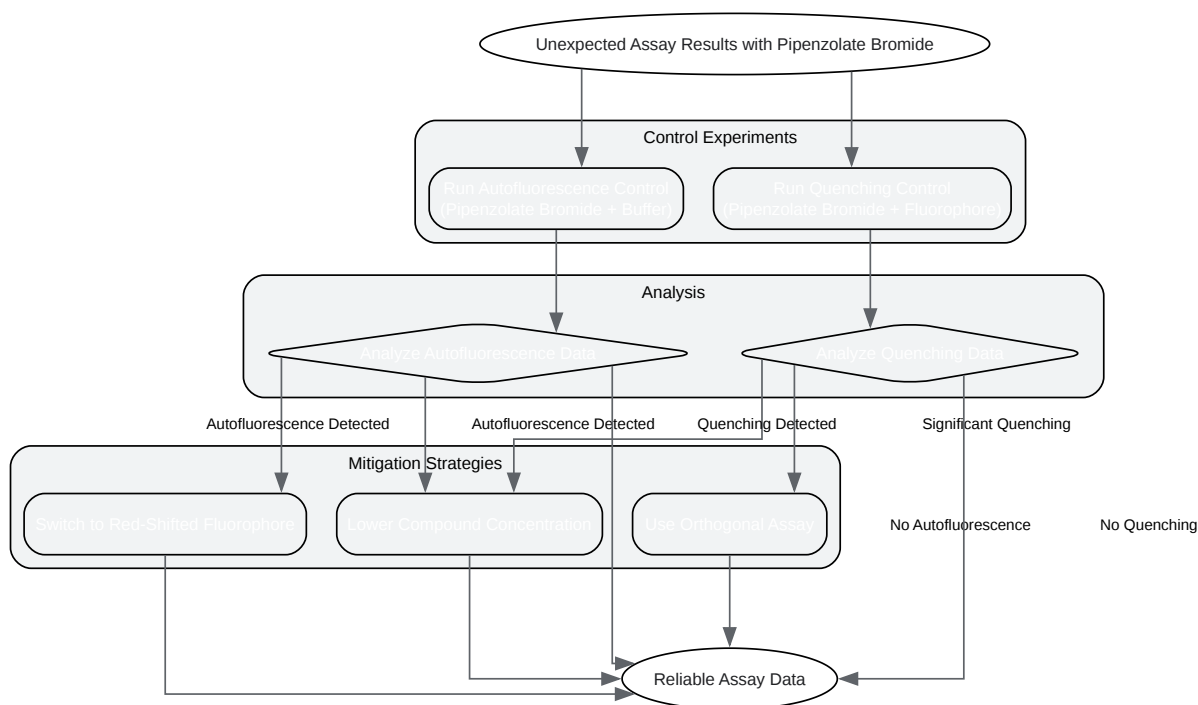 Unexpected Assay Results with Pipenzolate Bromide
Control Experiments
Run Autofluorescence Control
(Pipenzolate Bromide + Buffer)
Run Quenching Control
(Pipenzolate Bromide + Fluorophore)
Analysis
Analyze Autofluorescence Data
Analyze Quenching Data
Autofluorescence Detected
Autofluorescence Detected
Quenching Detected
Significant Quenching
Mitigation Strategies
Switch to Red-Shifted Fluorophore
Lower Compound Concentration
Use Orthogonal Assay
No Autofluorescence
No Quenching
Reliable Assay Data